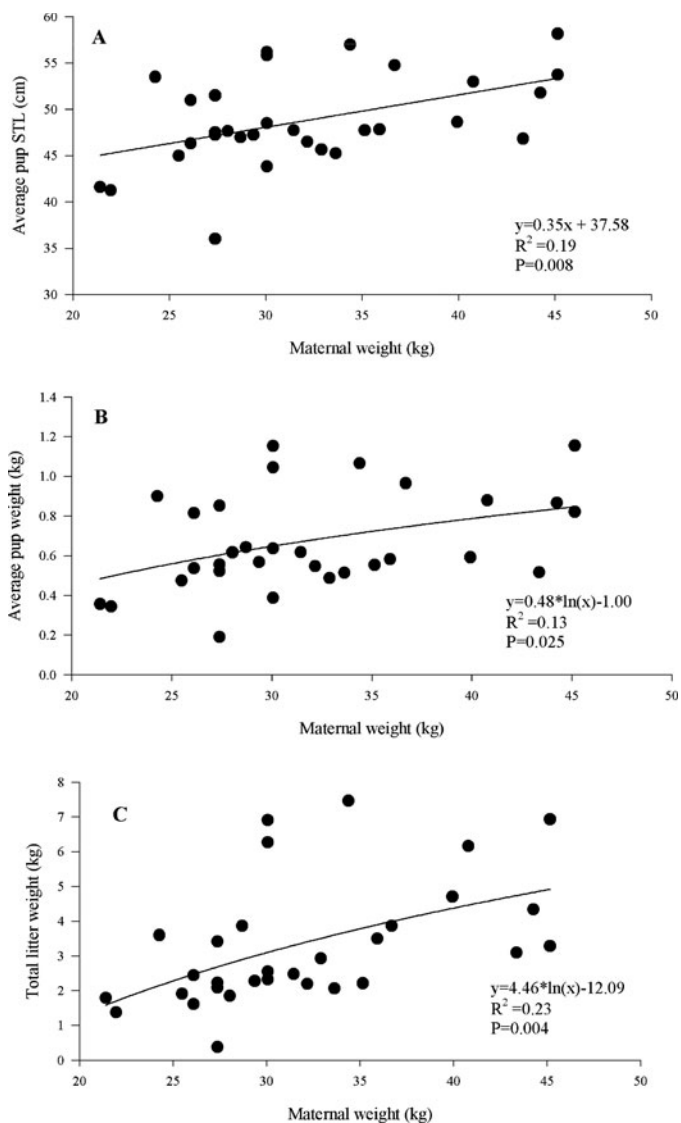 A
60
55
50
45
40
35
30
Average pup STL (cm)
y=0.35x + 37.58
R² =0.19
P=0.008
20 25 30 35 40 45 50
Maternal weight (kg)
B
1.4
1.2
1.0
0.8
0.6
0.4
0.2
0.0
Average pup weight (kg)
y=0.48*ln(x)-1.00
R² =0.13
P=0.025
20 25 30 35 40 45 50
Maternal weight (kg)
C
8
7
6
5
4
3
2
1
0
Total litter weight (kg)
y=4.46*ln(x)-12.09
R² =0.23
P=0.004
20 25 30 35 40 45 50
Maternal weight (kg)